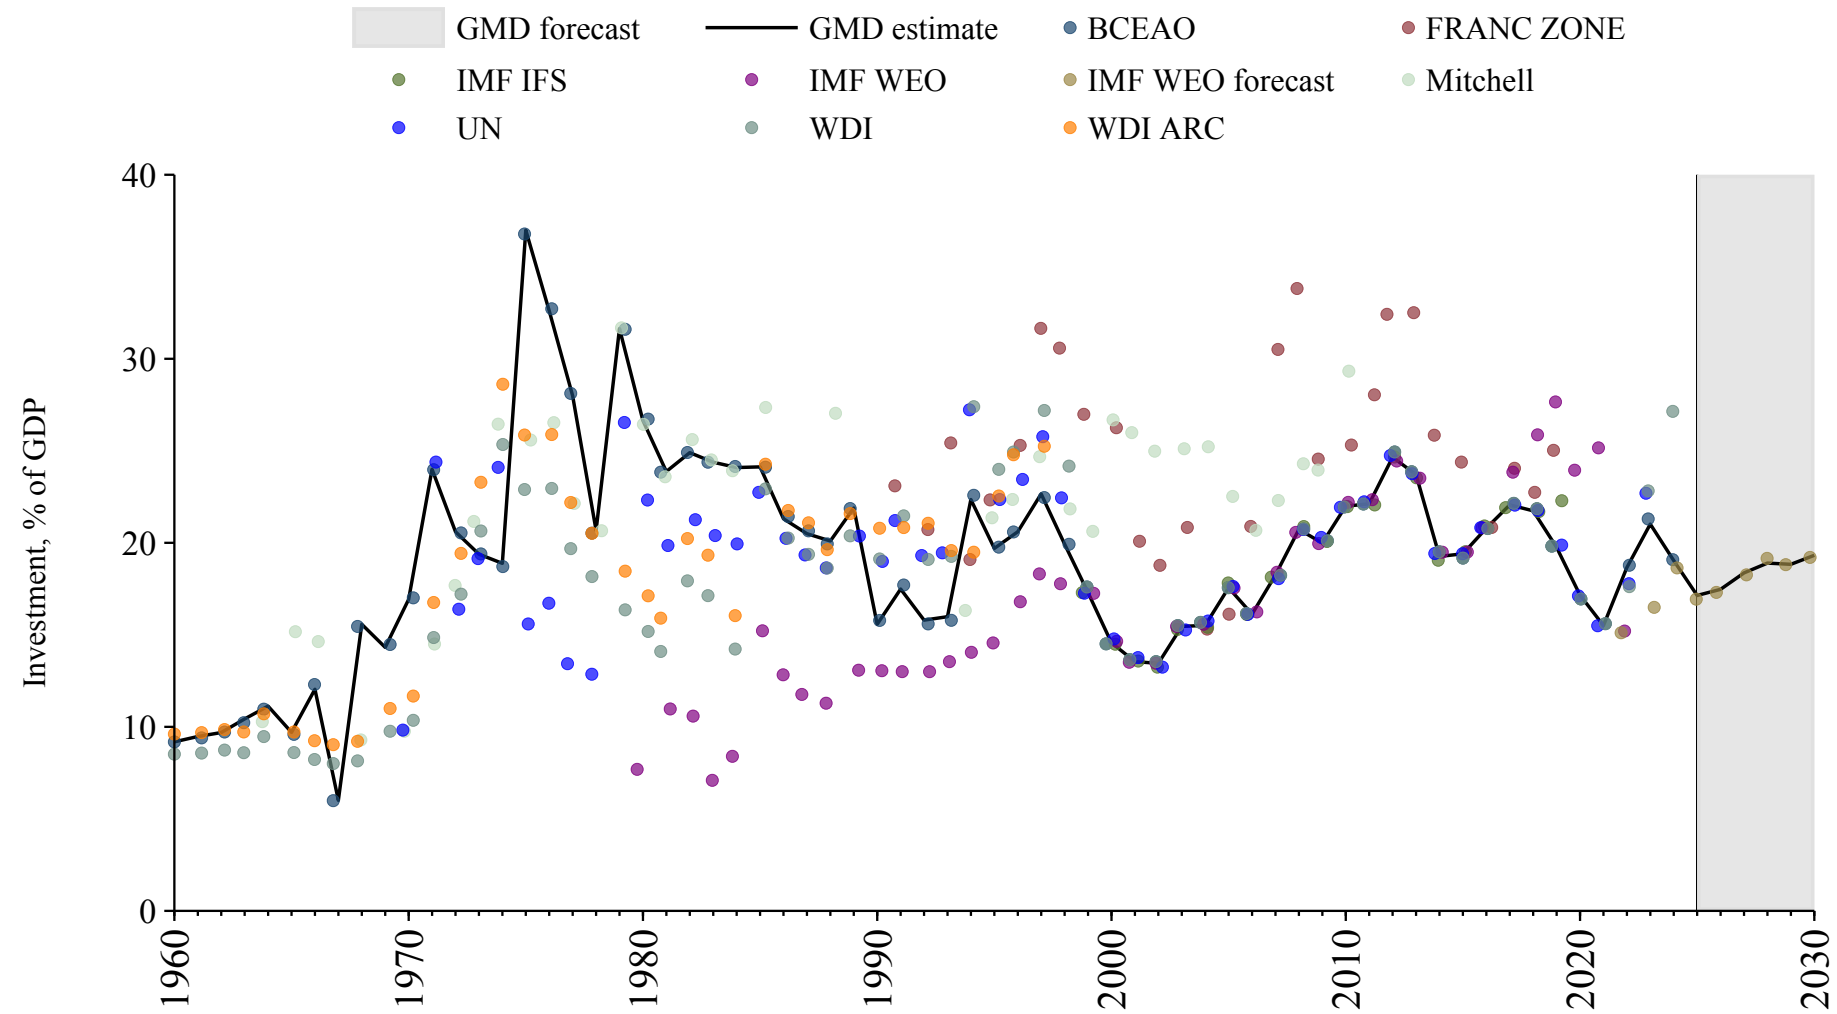 GMD forecast GMD estimate BCEAO FRANC ZONE
IMF IFS IMF WEO IMF WEO forecast Mitchell
UN WDI WDI ARC
Investment, % of GDP
40
30
20
10
0
1960 1970 1980 1990 2000 2010 2020 2030